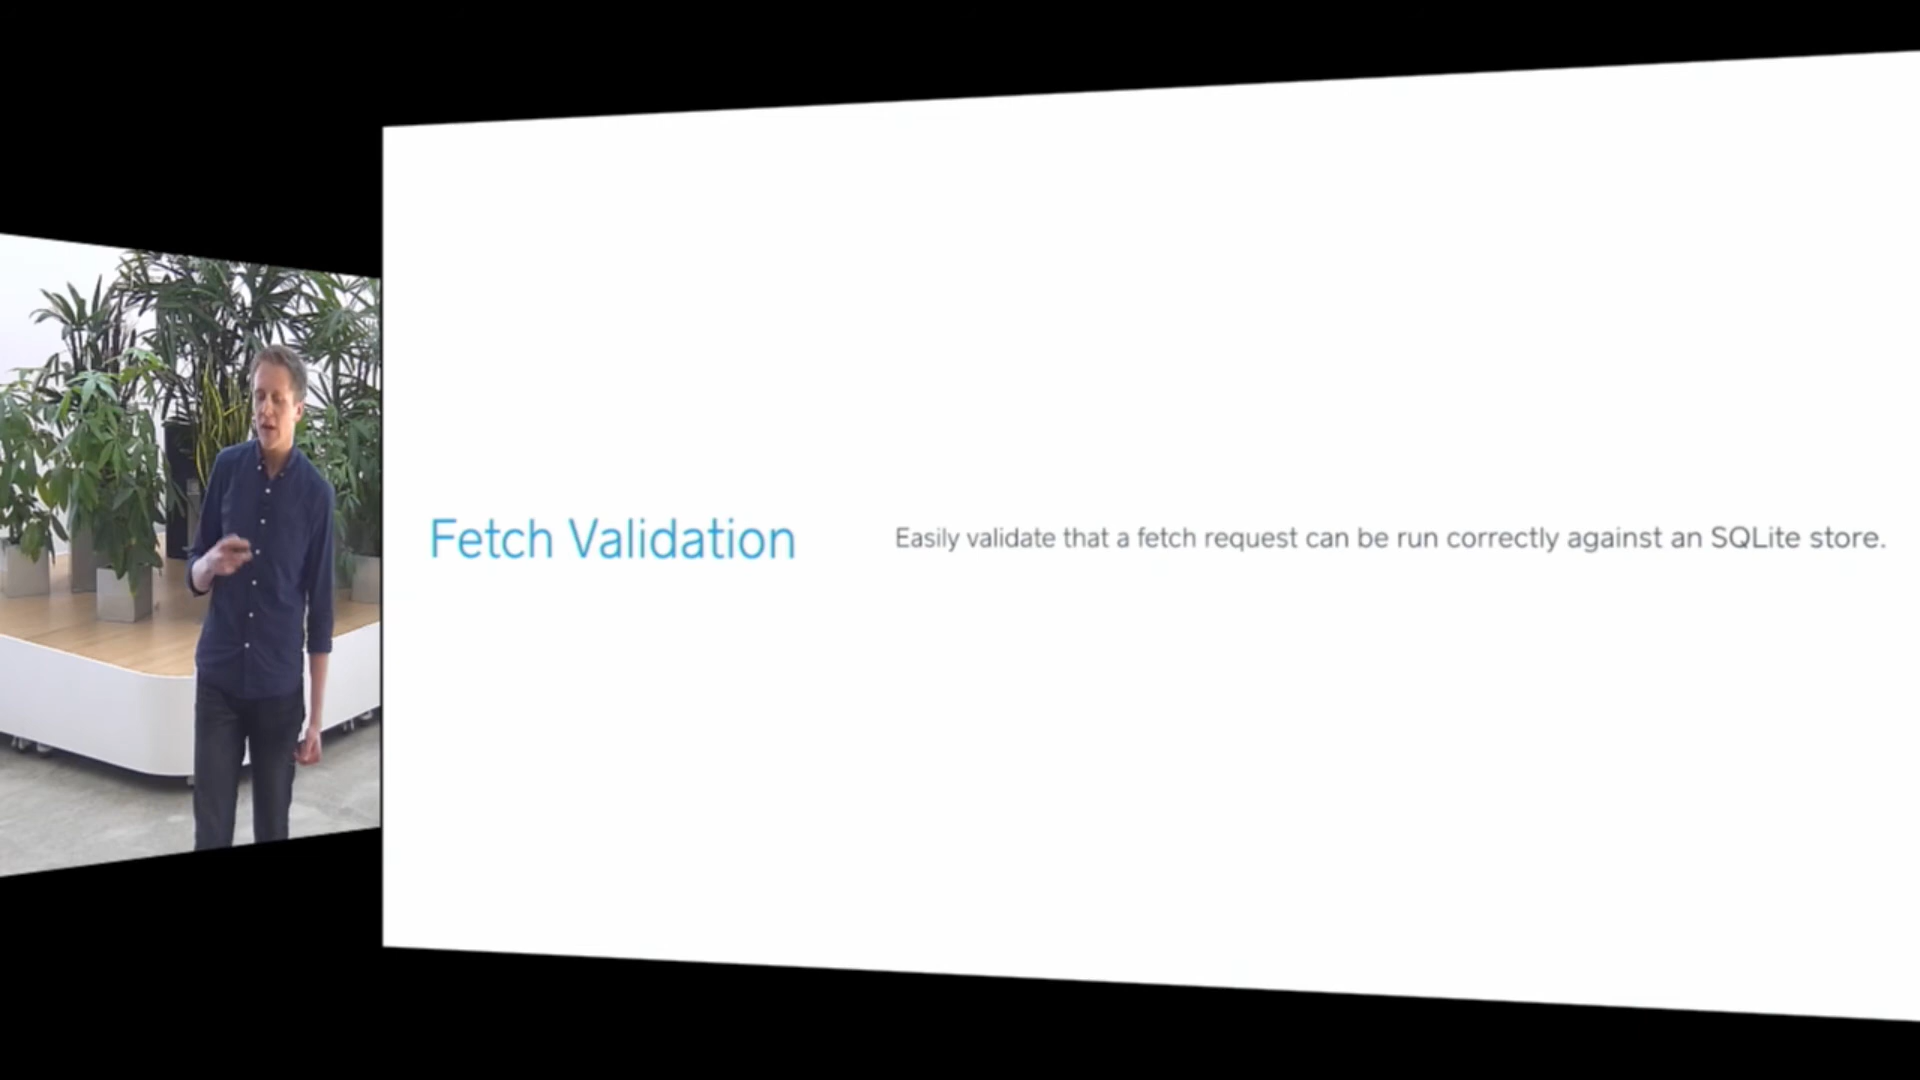 Fetch Validation
Easily validate that a fetch request can be run correctly against an SQLite store.